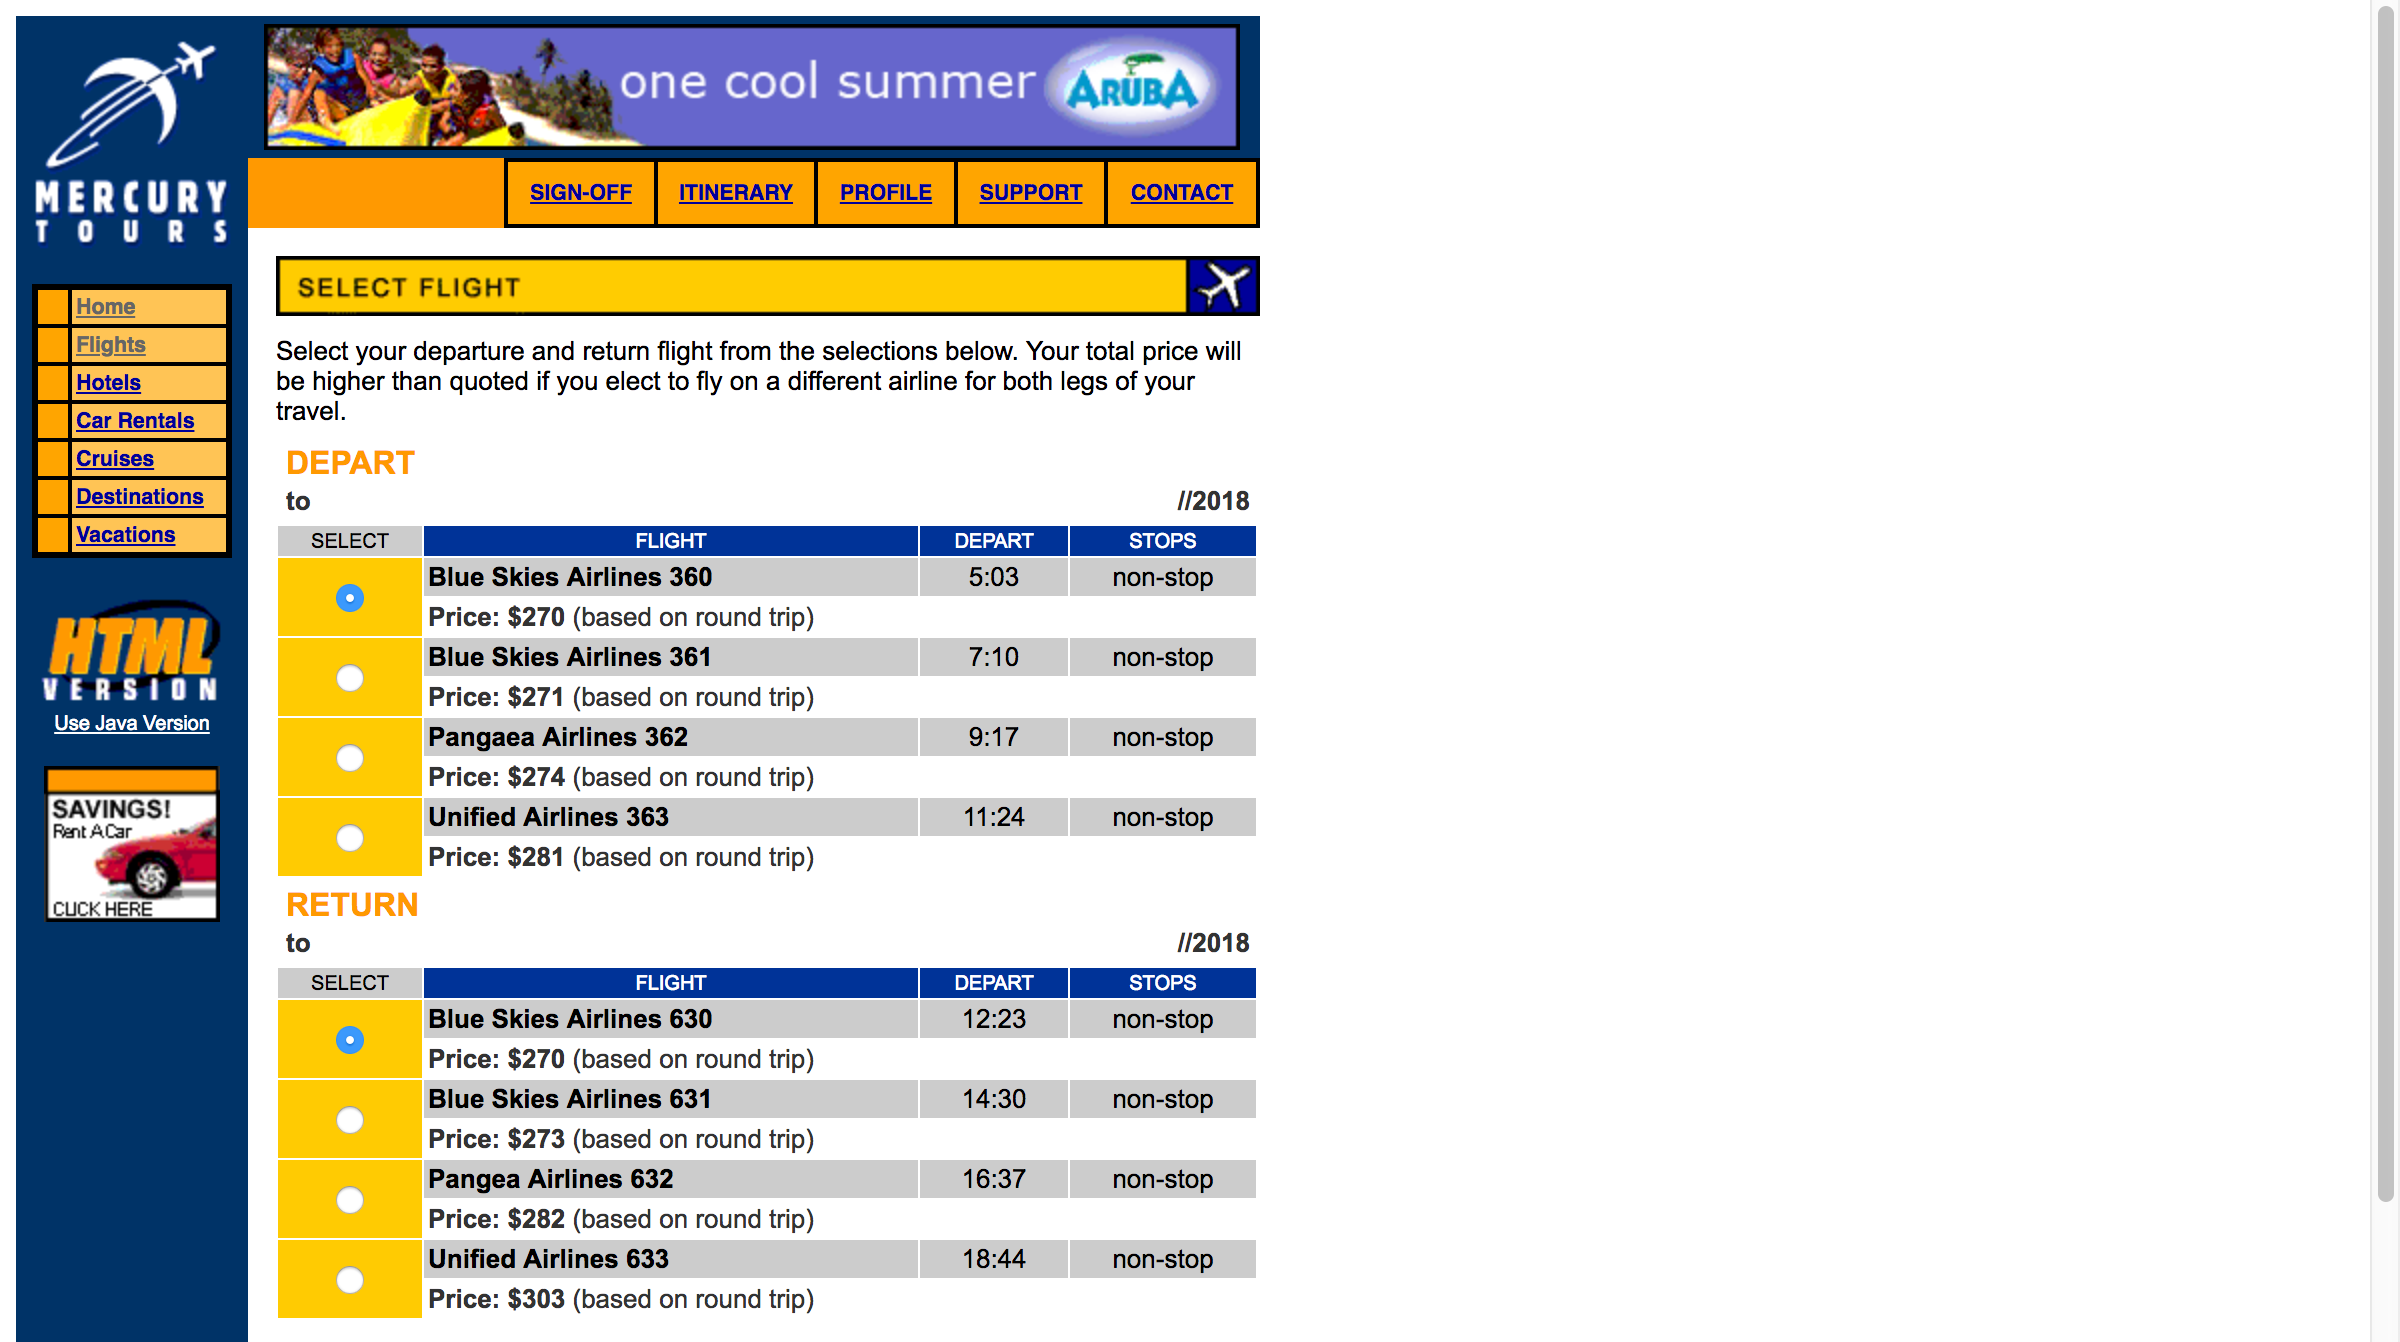 one cool summer ARUBA
MERCURY
TOURS
SIGN-OFF ITINERARY PROFILE SUPPORT CONTACT
Home
Flights
Hotels
Car Rentals
Cruises
Destinations
Vacations
HTML
VERSION
Use Java Version
SAVINGS!
Rent A Car
CLICK HERE
SELECT FLIGHT
Select your departure and return flight from the selections below. Your total price will
be higher than quoted if you elect to fly on a different airline for both legs of your
travel.
DEPART
to //2018
SELECT FLIGHT DEPART STOPS
Blue Skies Airlines 360 5:03 non-stop
Price: $270 (based on round trip)
Blue Skies Airlines 361 7:10 non-stop
Price: $271 (based on round trip)
Pangaea Airlines 362 9:17 non-stop
Price: $274 (based on round trip)
Unified Airlines 363 11:24 non-stop
Price: $281 (based on round trip)
RETURN
to //2018
SELECT FLIGHT DEPART STOPS
Blue Skies Airlines 630 12:23 non-stop
Price: $270 (based on round trip)
Blue Skies Airlines 631 14:30 non-stop
Price: $273 (based on round trip)
Pangea Airlines 632 16:37 non-stop
Price: $282 (based on round trip)
Unified Airlines 633 18:44 non-stop
Price: $303 (based on round trip)